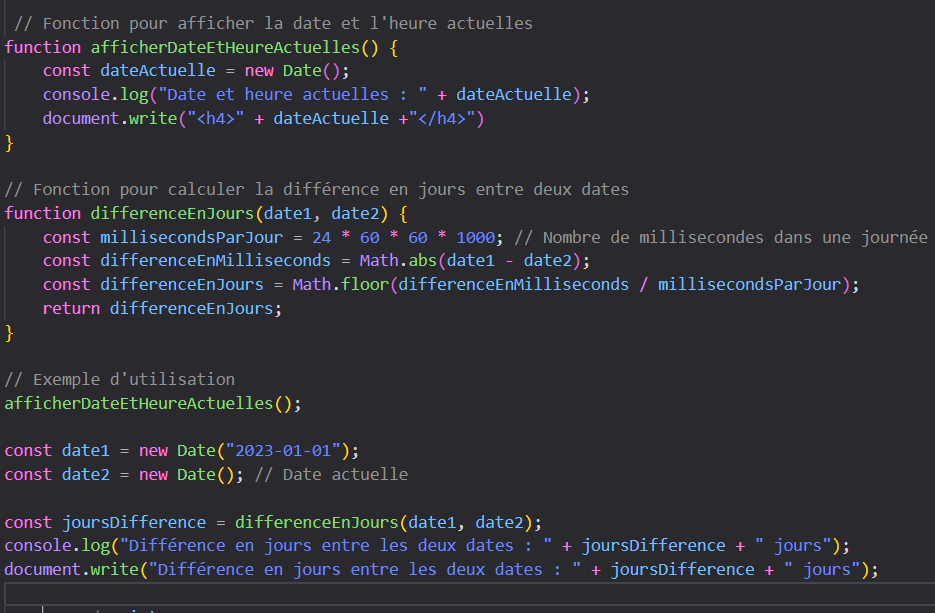 // Fonction pour afficher la date et l'heure actuelles
function afficherDateEtHeureActuelles() {
const dateActuelle = new Date();
console.log("Date et heure actuelles : " + dateActuelle);
document.write("<h4>" + dateActuelle +"</h4>")
}
// Fonction pour calculer la différence en jours entre deux dates
function differenceEnJours(date1, date2) {
const millisecondsParJour = 24 * 60 * 60 * 1000; // Nombre de millisecondes dans une journée
const differenceEnMilliseconds = Math.abs(date1 - date2);
const differenceEnJours = Math.floor(differenceEnMilliseconds / millisecondsParJour);
return differenceEnJours;
}
// Exemple d'utilisation
afficherDateEtHeureActuelles();
const date1 = new Date("2023-01-01");
const date2 = new Date(); // Date actuelle
const joursDifference = differenceEnJours(date1, date2);
console.log("Différence en jours entre les deux dates : " + joursDifference + " jours");
document.write("Différence en jours entre les deux dates : " + joursDifference + " jours");